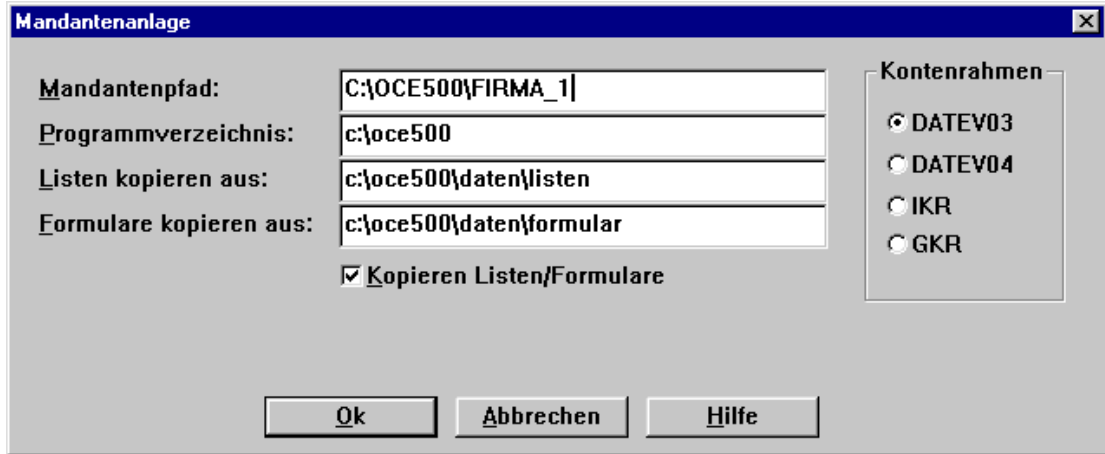 Mandantenanlage
Mandantenpfad: C:\OCE500\FIRMA_1
Programmverzeichnis: c:\oce500
Listen kopieren aus: c:\oce500\daten\listen
Formulare kopieren aus: c:\oce500\daten\formular
Kopieren Listen/Formulare
Kontenrahmen
DATEV03
DATEV04
IKR
GKR
Ok Abbrechen Hilfe